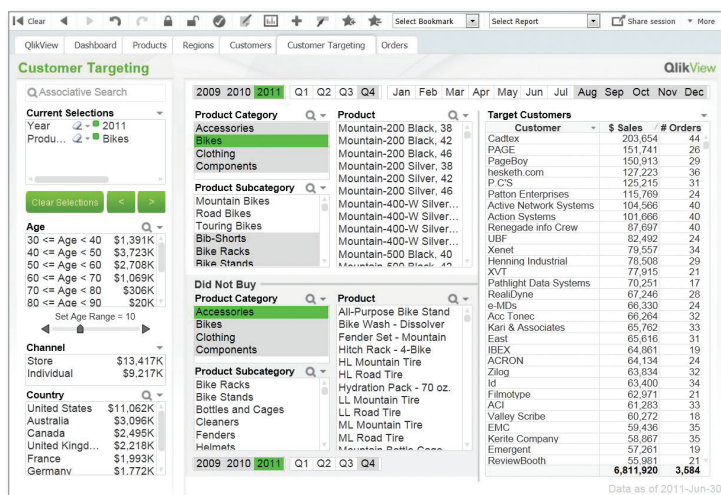 Clear
Select Bookmark
Select Report
Share session
More
QlikView Dashboard Products Regions Customers Customer Targeting Orders
Customer Targeting
QlikView
Associative Search
Current Selections
Year 2011
Produ... Bikes
Clear Selections < >
Age
30 <= Age < 40 $1,391K
40 <= Age < 50 $3,723K
50 <= Age < 60 $2,708K
60 <= Age < 70 $1,069K
70 <= Age < 80 $306K
80 <= Age < 90 $20K
Set Age Range = 10
Channel
Store $13,417K
Individual $9,217K
Country
United States $11,062K
Australia $3,096K
Canada $2,495K
United Kingd... $2,218K
France $1,993K
Germany $1,772K
2009 2010 2011 Q1 Q2 Q3 Q4 Jan Feb Mar Apr May Jun Jul Aug Sep Oct Nov Dec
Product Category
Accessories
Bikes
Clothing
Components
Product Subcategory
Mountain Bikes
Road Bikes
Touring Bikes
Bib-Shorts
Bike Racks
Bike Stands
Product
Mountain-200 Black, 38
Mountain-200 Black, 42
Mountain-200 Black, 46
Mountain-200 Silver, 38
Mountain-200 Silver, 42
Mountain-200 Silver, 46
Mountain-400-W Silver...
Mountain-400-W Silver...
Mountain-400-W Silver...
Mountain-400-W Silver...
Mountain-500 Black, 40
Mountain-500 Black, 42
Did Not Buy
Product Category
Accessories
Bikes
Clothing
Components
Product Subcategory
Bike Racks
Bike Stands
Bottles and Cages
Cleaners
Fenders
Helmets
Product
All-Purpose Bike Stand
Bike Wash - Dissolver
Fender Set - Mountain
Hitch Rack - 4-Bike
HL Mountain Tire
HL Road Tire
Hydration Pack - 70 oz.
LL Mountain Tire
LL Road Tire
ML Mountain Tire
ML Road Tire
Mountain Bottle Cage
2009 2010 2011 Q1 Q2 Q3 Q4
Target Customers
Customer $ Sales # Orders
Cadtex 203,654 44
PAGE 151,741 26
PageBoy 150,913 29
hesketh.com 127,223 36
P.C'S 125,215 31
Patton Enterprises 115,769 24
Active Network Systems 104,566 40
Action Systems 101,666 40
Renegade info Crew 87,697 40
UBF 82,492 24
Xenet 79,557 34
Henning Industrial 78,508 29
XVT 77,915 21
Pathlight Data Systems 70,251 17
RealiDyne 67,246 28
e-MDs 66,330 24
Acc Tonec 66,264 32
Kari & Associates 65,762 33
East 65,616 31
IBEX 64,861 19
ACRON 64,134 24
Zilog 63,834 32
Id 63,400 34
Filmotype 62,971 21
ACI 61,283 33
Valley Scribe 60,272 18
EMC 59,436 35
Kerite Company 58,867 35
Emergent 57,261 19
ReviewBooth 55,981 21
6,811,920 3,584
Data as of 2011-Jun-30